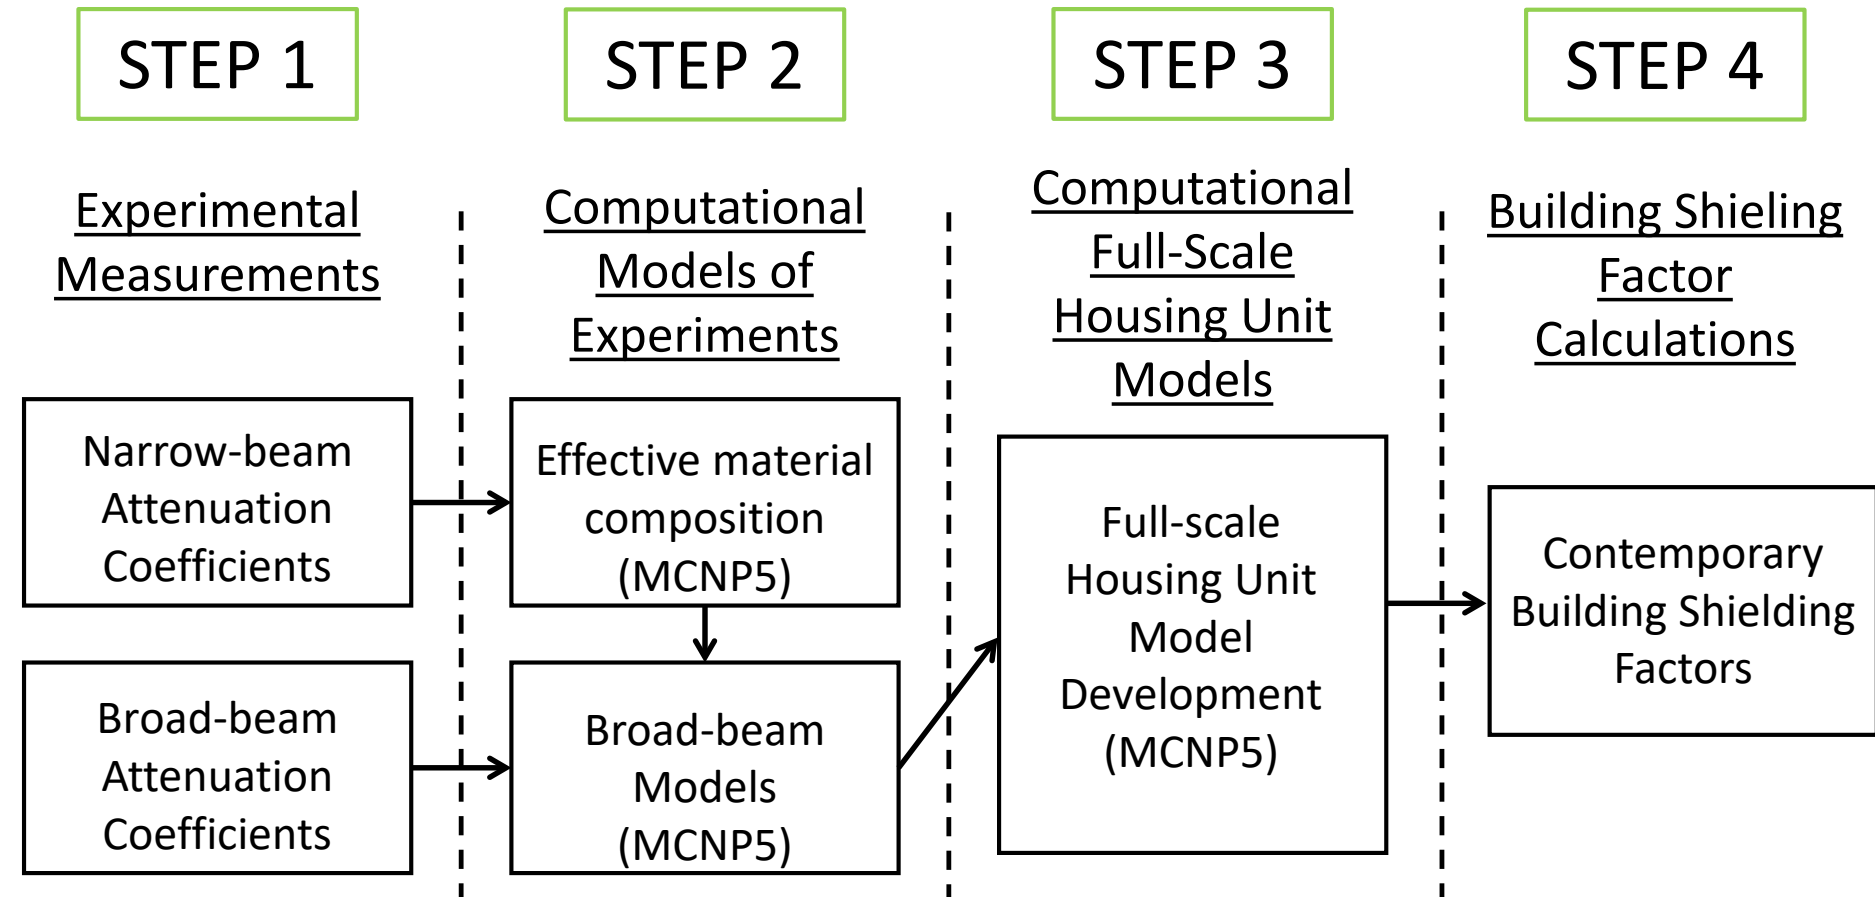 STEP 1
Experimental
Measurements
Narrow-beam
Attenuation
Coefficients
Broad-beam
Attenuation
Coefficients
STEP 2
Computational
Models of
Experiments
Effective material
composition
(MCNP5)
Broad-beam
Models
(MCNP5)
STEP 3
Computational
Full-Scale
Housing Unit
Models
Full-scale
Housing Unit
Model
Development
(MCNP5)
STEP 4
Building Shieling
Factor
Calculations
Contemporary
Building Shielding
Factors